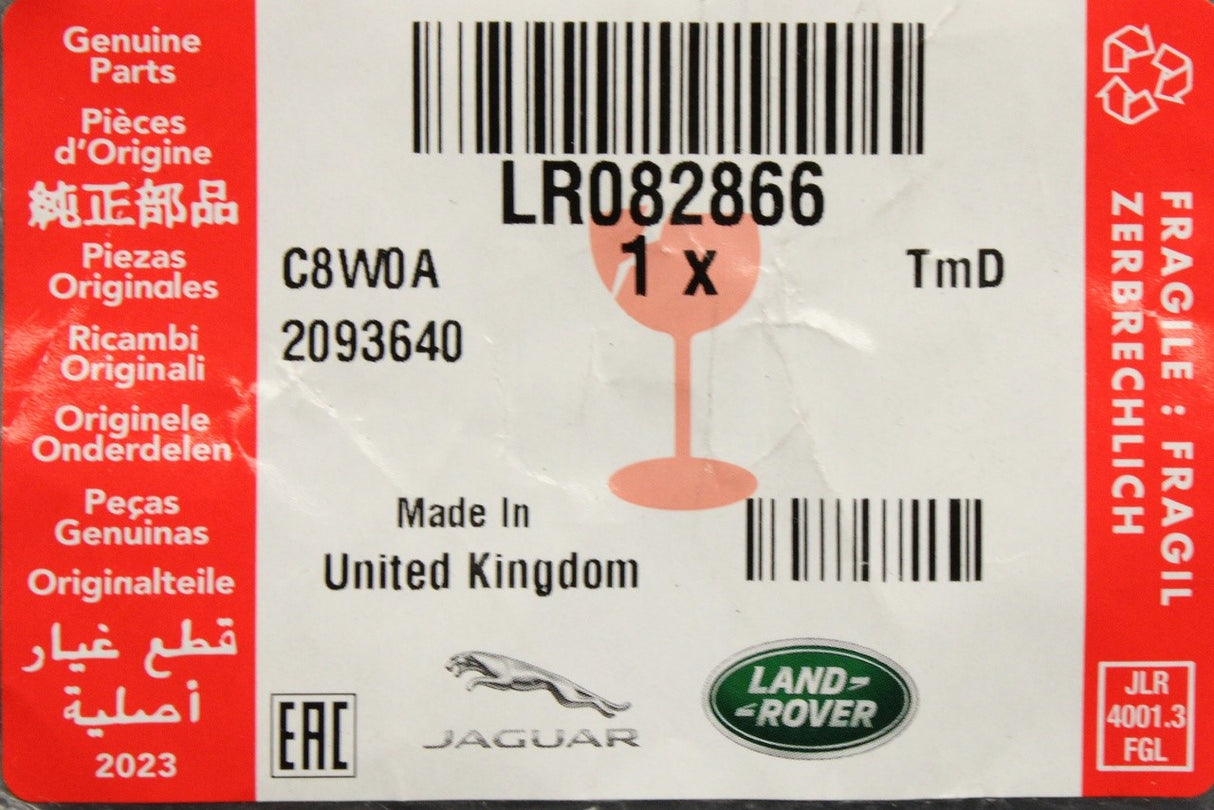 Genuine
Parts
Pièces
d'Origine
純正部品
Piezas
Originales
Ricambi
Originali
Originele
Onderdelen
Peças
Genuinas
Originalteile
قطع غيار
أصلية
2023
LR082866
1 x
C8W0A
TmD
2093640
Made In
United Kingdom
EAC
JAGUAR
LAND-
-ROVER
FRAGILE : FRAGIL
ZERBRECHLICH
JLR
4001.3
FGL